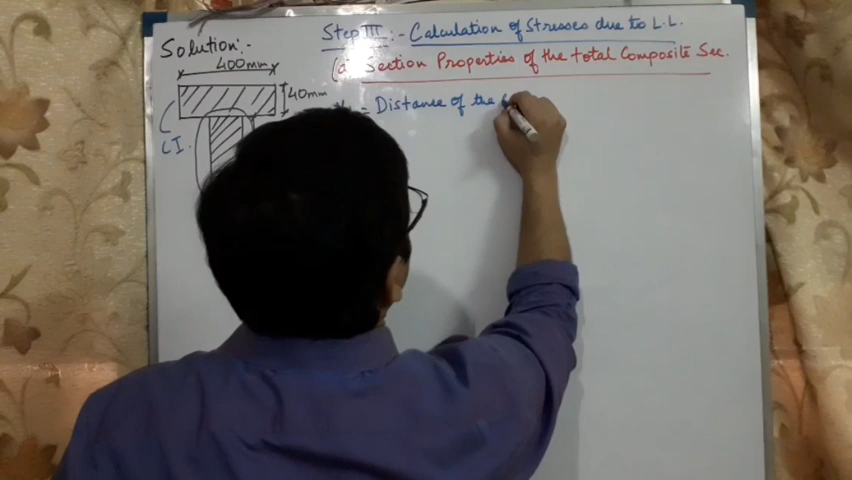 Solution:-
Step III :- Calculation of Stresses due to L.L.
(a) Section Properties of the total Composite Sec.
400mm
40mm
= Distance of the